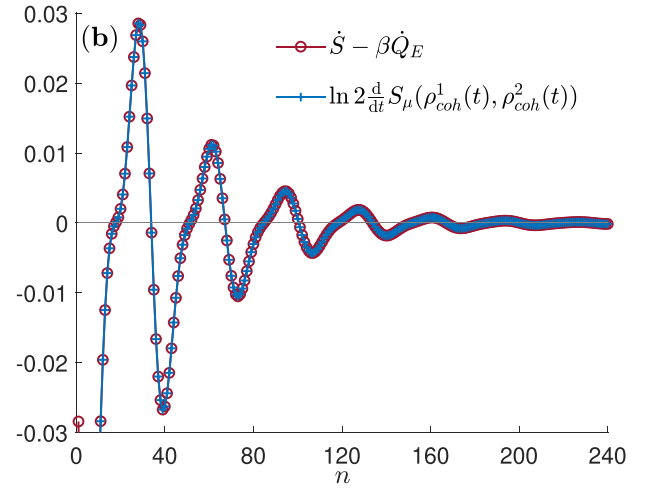 (b)
Ṡ − βQ̇_E
ln 2 d/dt S_μ(ρ¹_coh(t), ρ²_coh(t))
0.03
0.02
0.01
0
-0.01
-0.02
-0.03
0 40 80 120 160 200 240
n